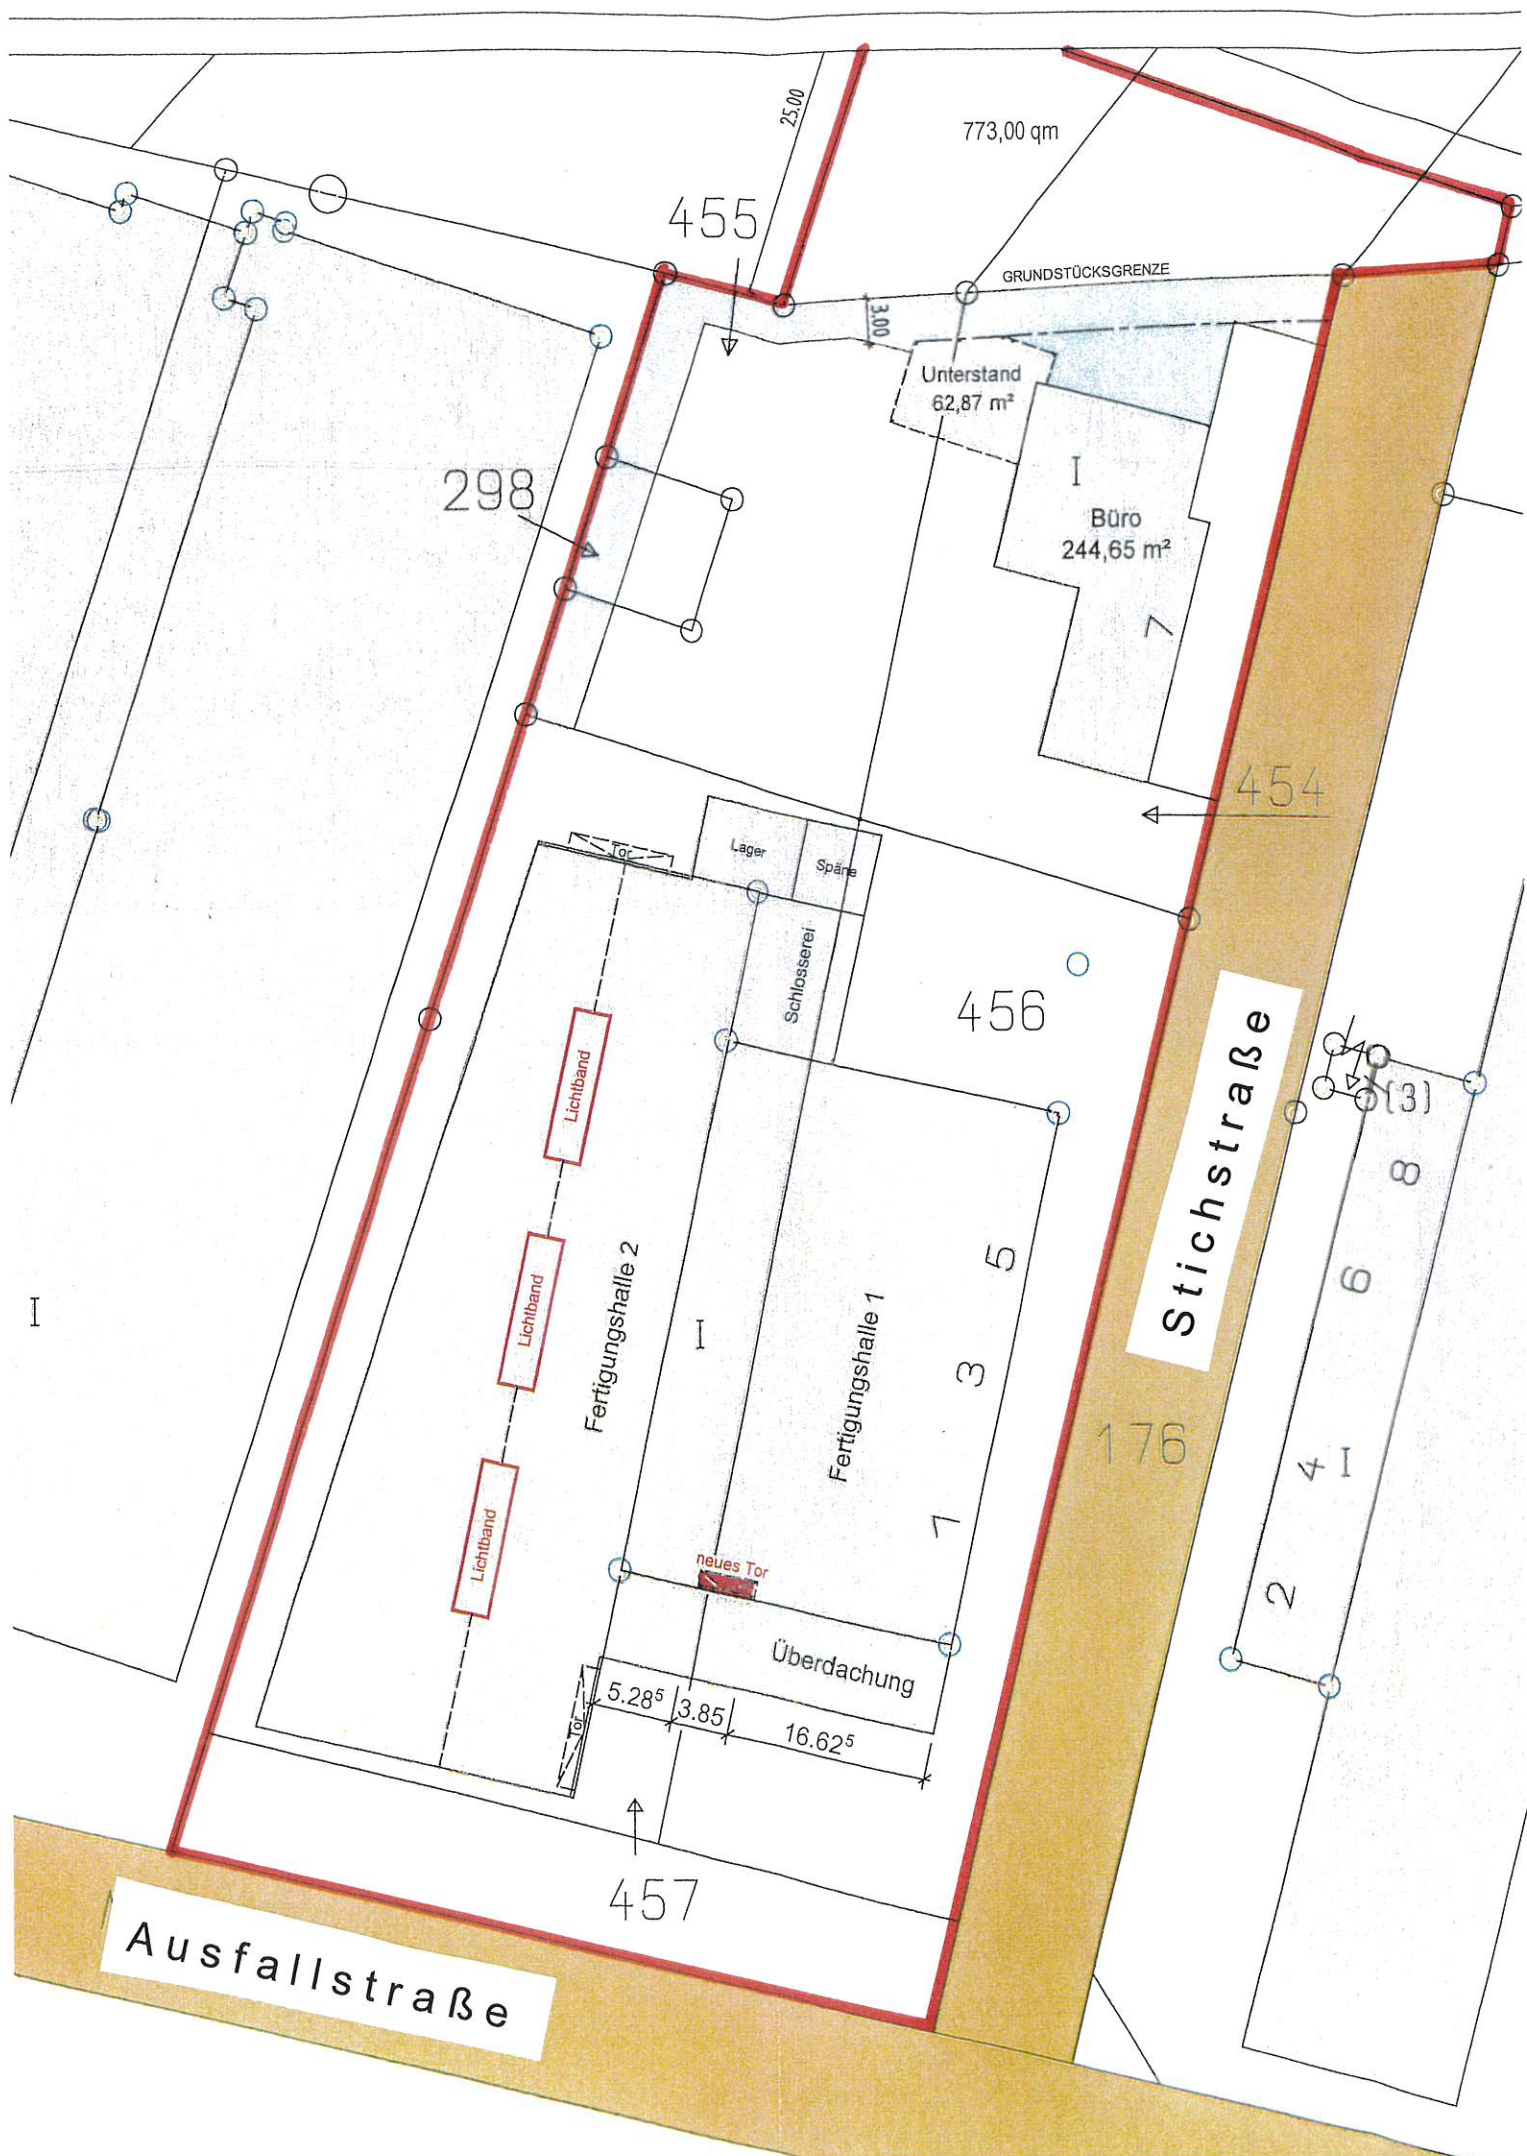 25.00
773,00 qm
455
GRUNDSTÜCKSGRENZE
3.00
Unterstand
62,87 m²
298
I
Büro
244,65 m²
7
454
Tor
Lager
Späne
Schlosserei
456
Lichtband
Stichstraße
(3)
8
5
6
Fertigungshalle 2
Lichtband
I
I
Fertigungshalle 1
3
176
4
I
Lichtband
1
neues Tor
2
Überdachung
5.28⁵
3.85
16.62⁵
Tor
457
Ausfallstraße